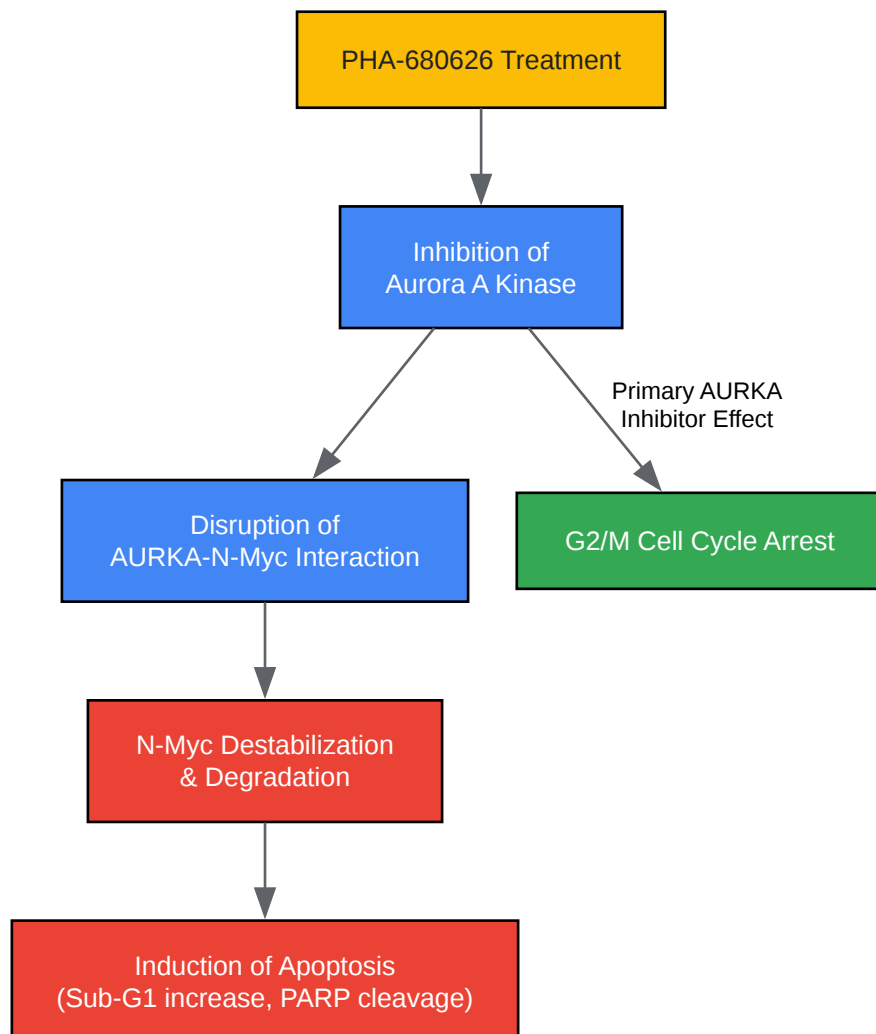 PHA-680626 Treatment
Inhibition of
Aurora A Kinase
Primary AURKA
Inhibitor Effect
Disruption of
AURKA-N-Myc Interaction
G2/M Cell Cycle Arrest
N-Myc Destabilization
& Degradation
Induction of Apoptosis
(Sub-G1 increase, PARP cleavage)